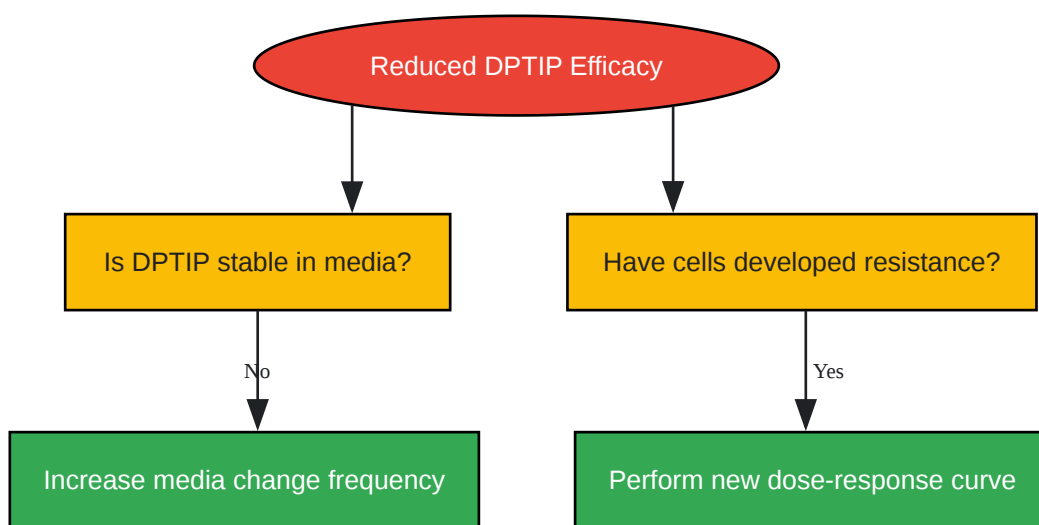 Reduced DPTIP Efficacy
Is DPTIP stable in media?
Have cells developed resistance?
No
Yes
Increase media change frequency
Perform new dose-response curve